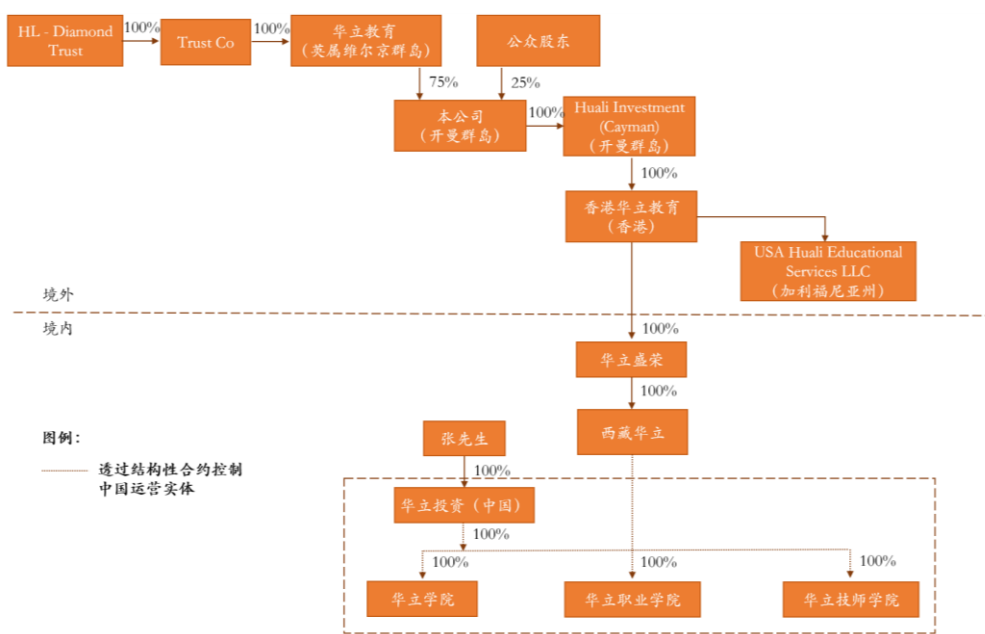 HL - Diamond
Trust
100%
Trust Co
100%
华立教育
（英属维尔京群岛）
公众股东
75%
25%
本公司
（开曼群岛）
100%
Huali Investment
(Cayman)
（开曼群岛）
100%
香港华立教育
（香港）
USA Huali Educational
Services LLC
（加利福尼亚州）
境外
境内
100%
华立盛荣
100%
西藏华立
图例：
透过结构性合约控制
中国运营实体
张先生
100%
华立投资（中国）
100%
100%
100%
100%
华立学院
华立职业学院
华立技师学院